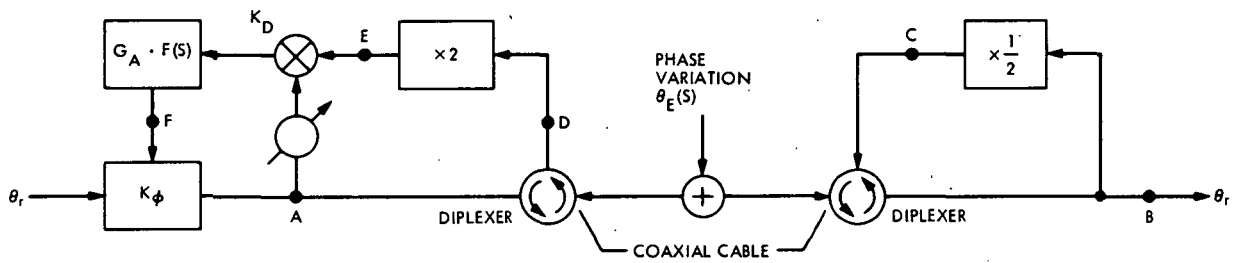 K_D
G_A · F(S)
E
× 2
C
× 1/2
PHASE
VARIATION
θ_E(S)
F
D
θ_r
K_ϕ
A
DIPLEXER
+
DIPLEXER
B
θ_r
COAXIAL CABLE